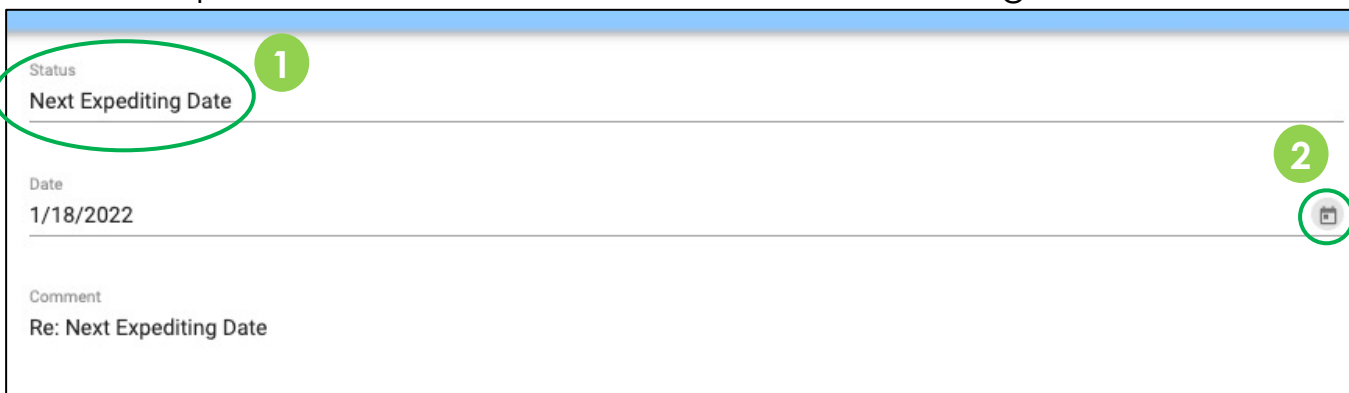 Status
1
Next Expediting Date
2
Date
1/18/2022
Comment
Re: Next Expediting Date